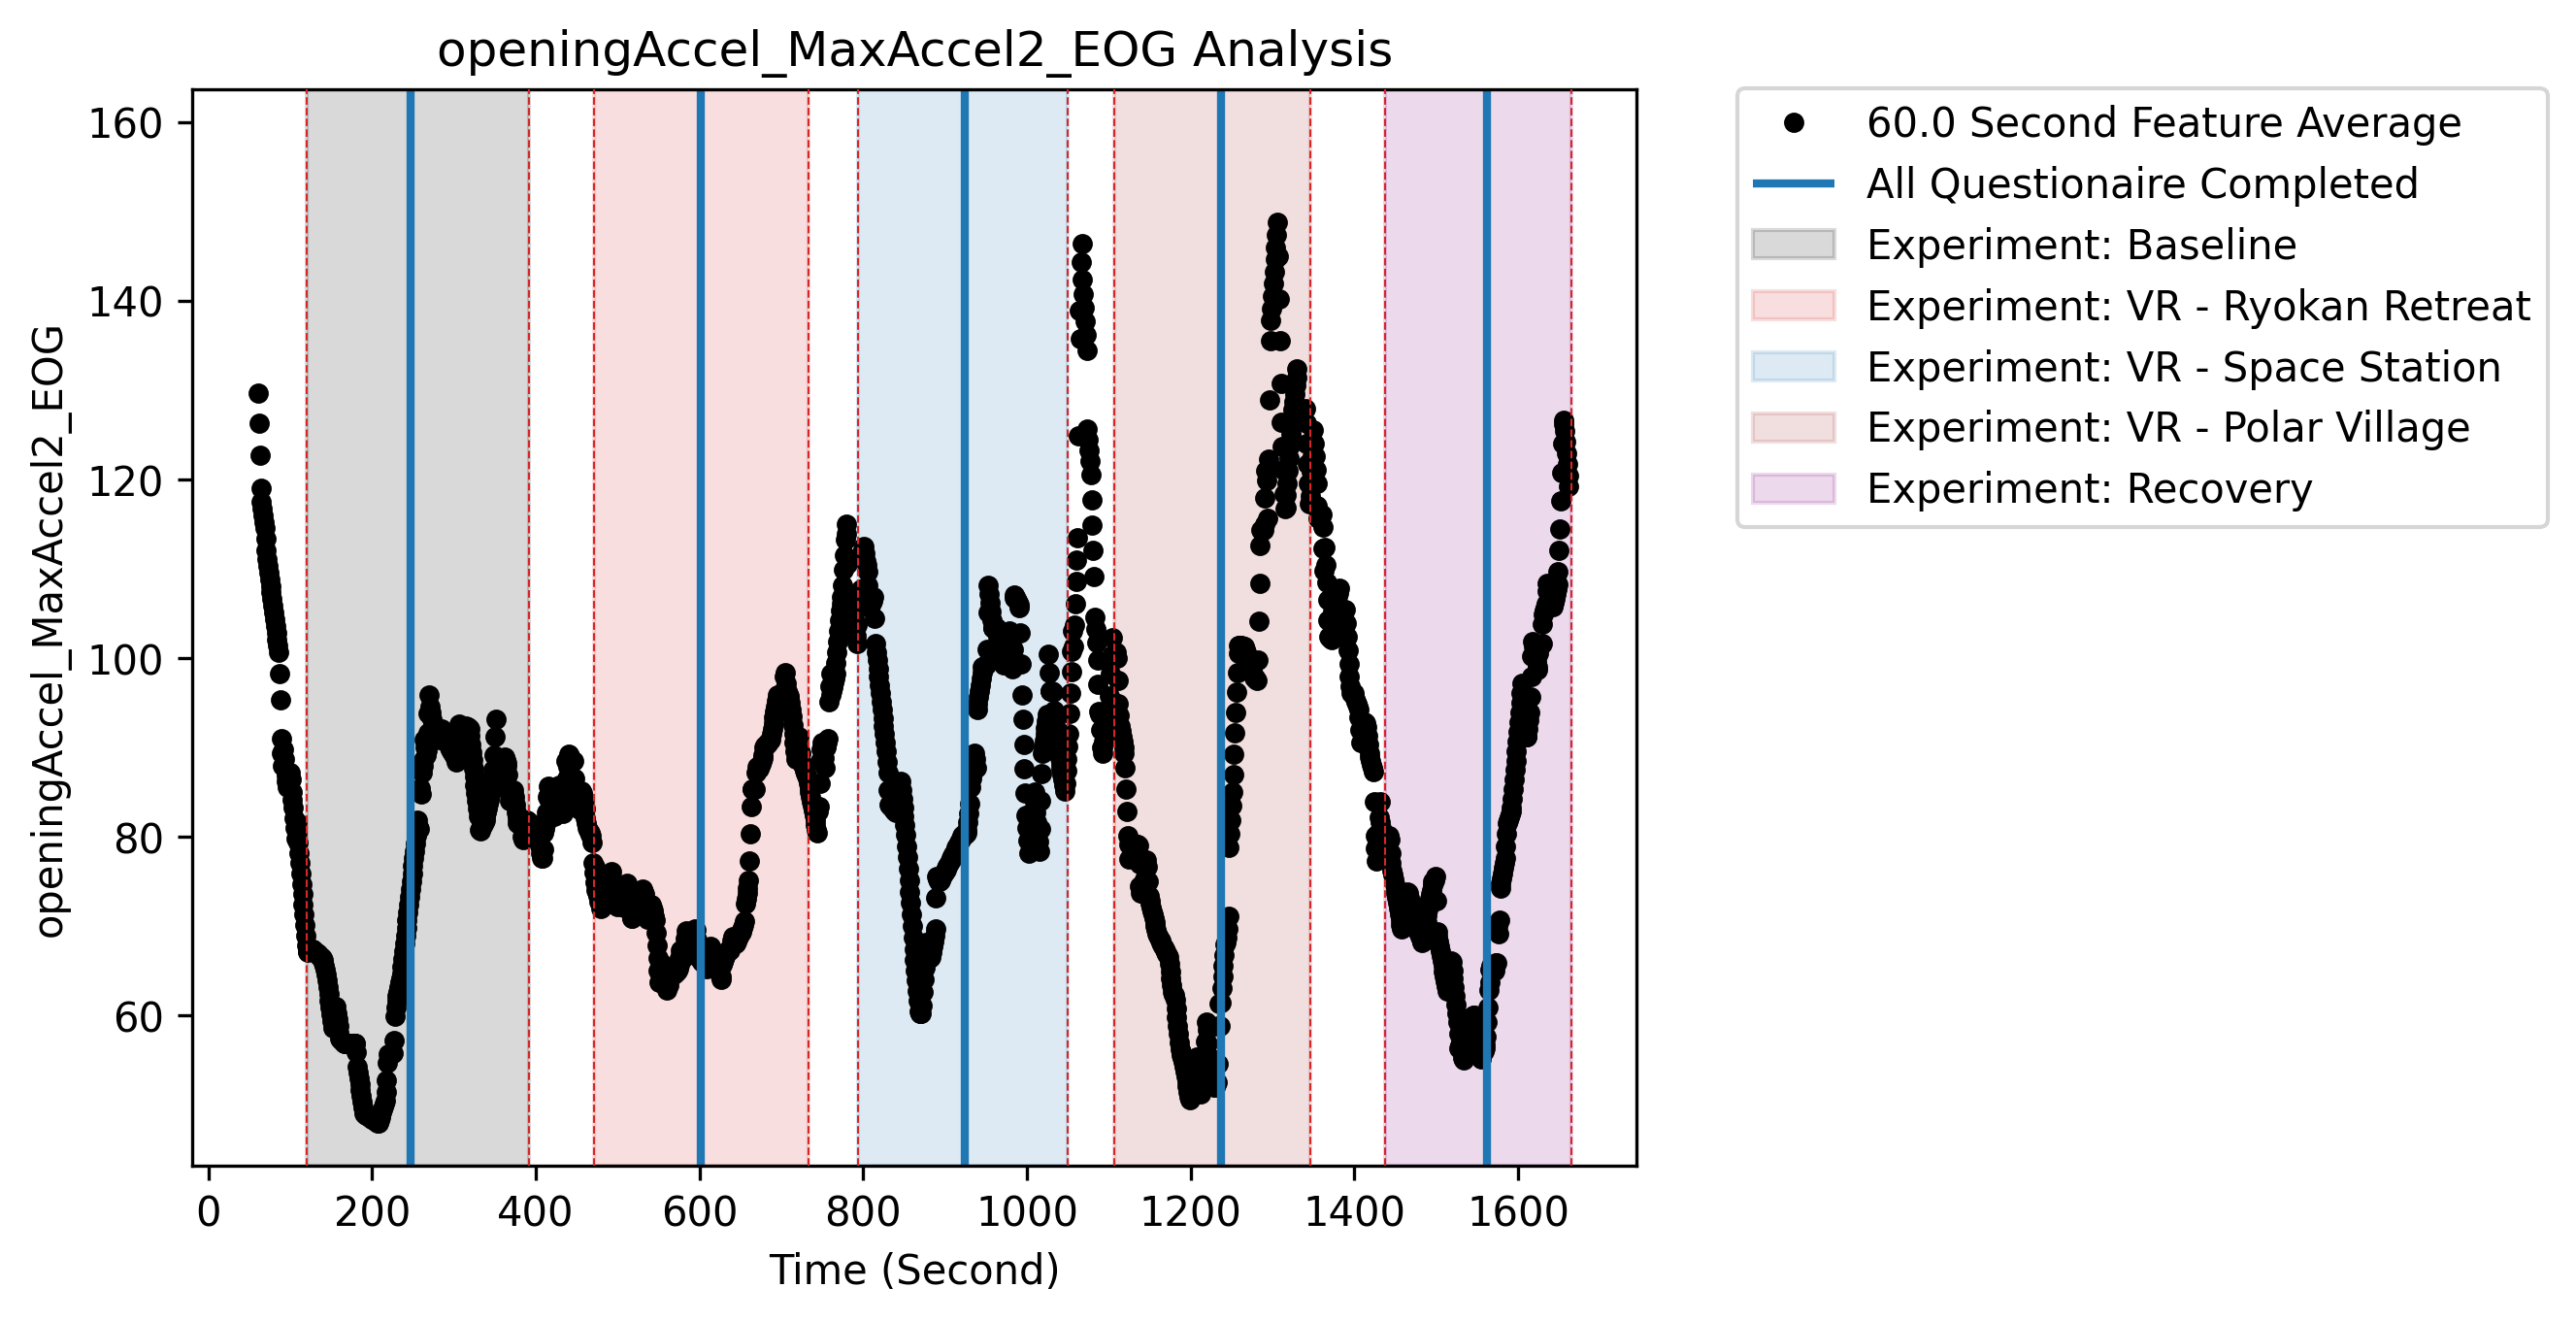 openingAccel_MaxAccel2_EOG Analysis
openingAccel_MaxAccel2_EOG
160
140
120
100
80
60
0 200 400 600 800 1000 1200 1400 1600
Time (Second)
60.0 Second Feature Average
All Questionaire Completed
Experiment: Baseline
Experiment: VR - Ryokan Retreat
Experiment: VR - Space Station
Experiment: VR - Polar Village
Experiment: Recovery